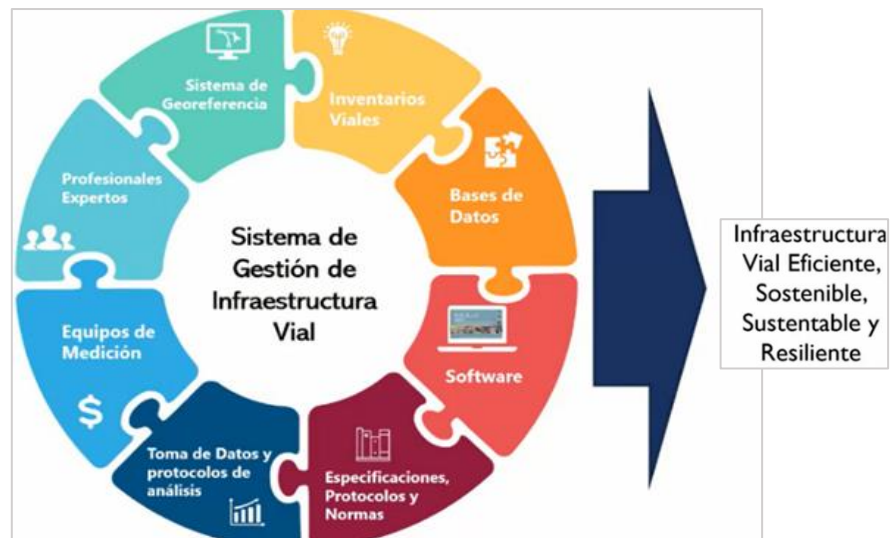 Sistema de
Georeferencia
Inventarios
Viales
Bases de
Datos
Software
Especificaciones,
Protocolos y
Normas
Toma de Datos y
protocolos de
análisis
Equipos de
Medición
$
Profesionales
Expertos
Sistema de
Gestión de
Infraestructura
Vial
Infraestructura
Vial Eficiente,
Sostenible,
Sustentable y
Resiliente